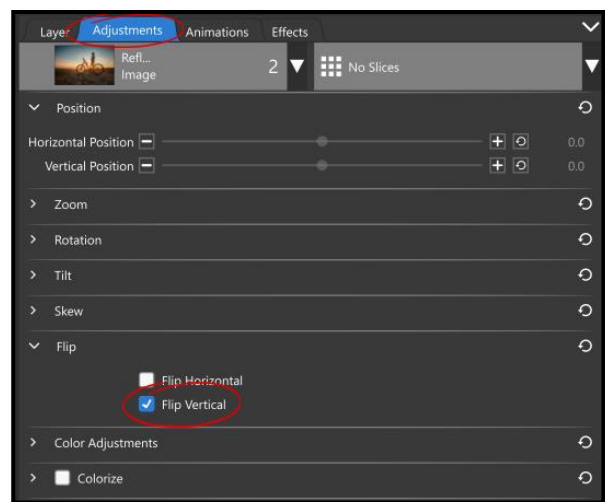 Layer Adjustments Animations Effects
Refl... 2 No Slices
Image
Position
Horizontal Position 0.0
Vertical Position 0.0
Zoom
Rotation
Tilt
Skew
Flip
Flip Horizontal
Flip Vertical
Color Adjustments
Colorize